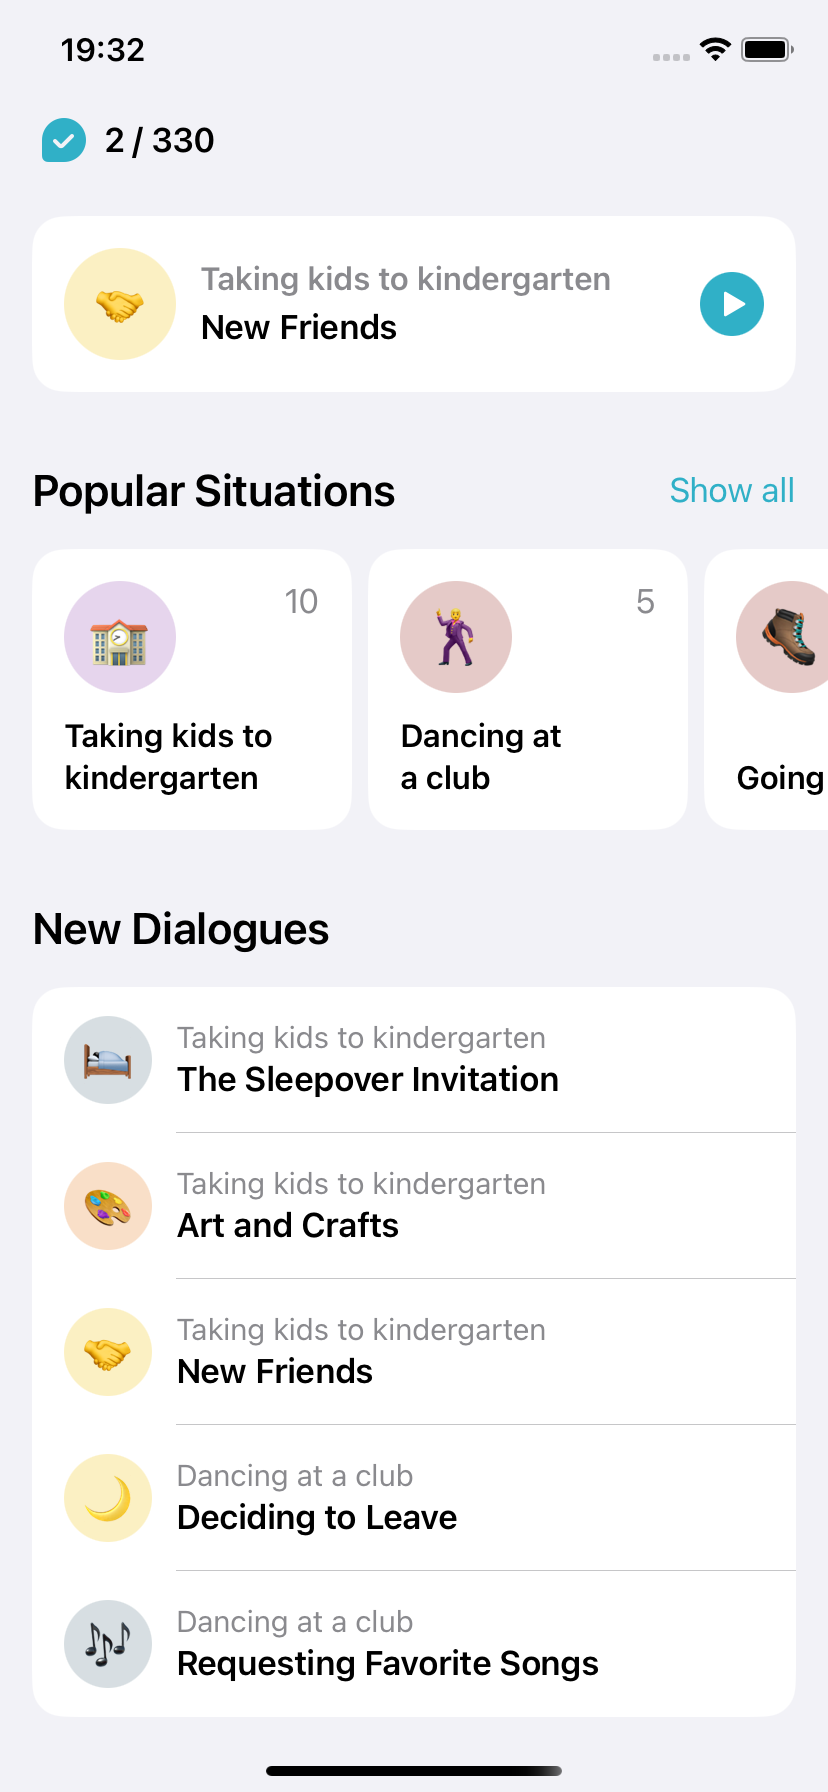 19:32
2 / 330
Taking kids to kindergarten
New Friends
Popular Situations
Show all
10
Taking kids to
kindergarten
5
Dancing at
a club
Going
New Dialogues
Taking kids to kindergarten
The Sleepover Invitation
Taking kids to kindergarten
Art and Crafts
Taking kids to kindergarten
New Friends
Dancing at a club
Deciding to Leave
Dancing at a club
Requesting Favorite Songs